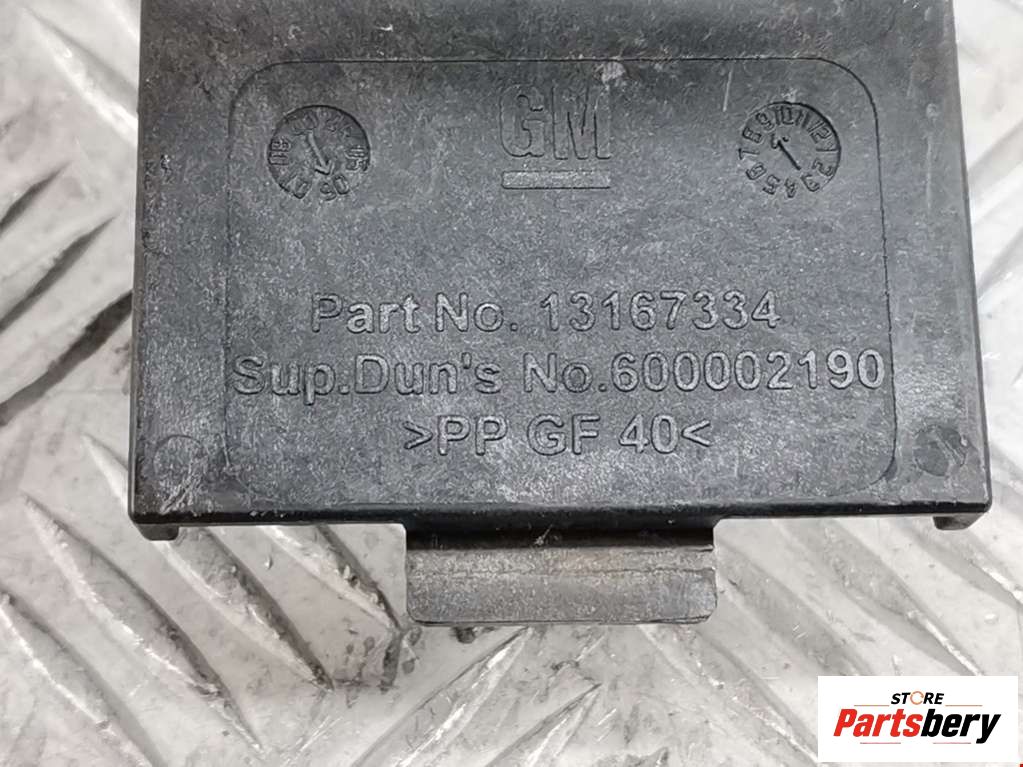 GM
Part No. 13167334
Sup.Dun's No.600002190
>PP GF 40<
STORE
Partsbery